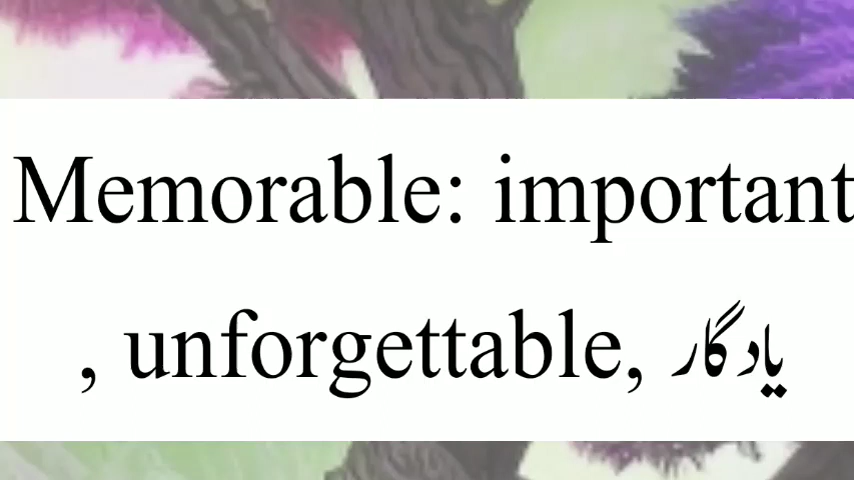 Memorable: important
, unforgettable, یادگار